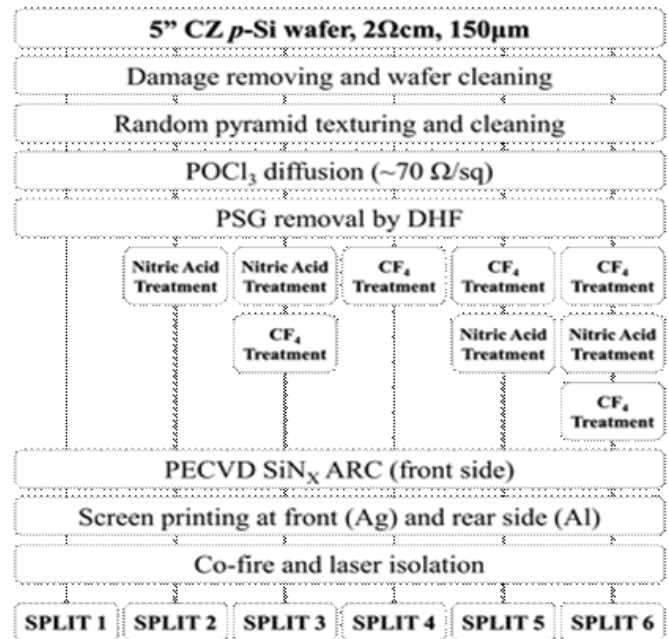 5” CZ p-Si wafer, 2Ωcm, 150μm
Damage removing and wafer cleaning
Random pyramid texturing and cleaning
POCl₃ diffusion (~70 Ω/sq)
PSG removal by DHF
Nitric Acid Treatment
Nitric Acid Treatment
CF₄ Treatment
CF₄ Treatment
CF₄ Treatment
CF₄ Treatment
Nitric Acid Treatment
Nitric Acid Treatment
CF₄ Treatment
PECVD SiNₓ ARC (front side)
Screen printing at front (Ag) and rear side (Al)
Co-fire and laser isolation
SPLIT 1 SPLIT 2 SPLIT 3 SPLIT 4 SPLIT 5 SPLIT 6